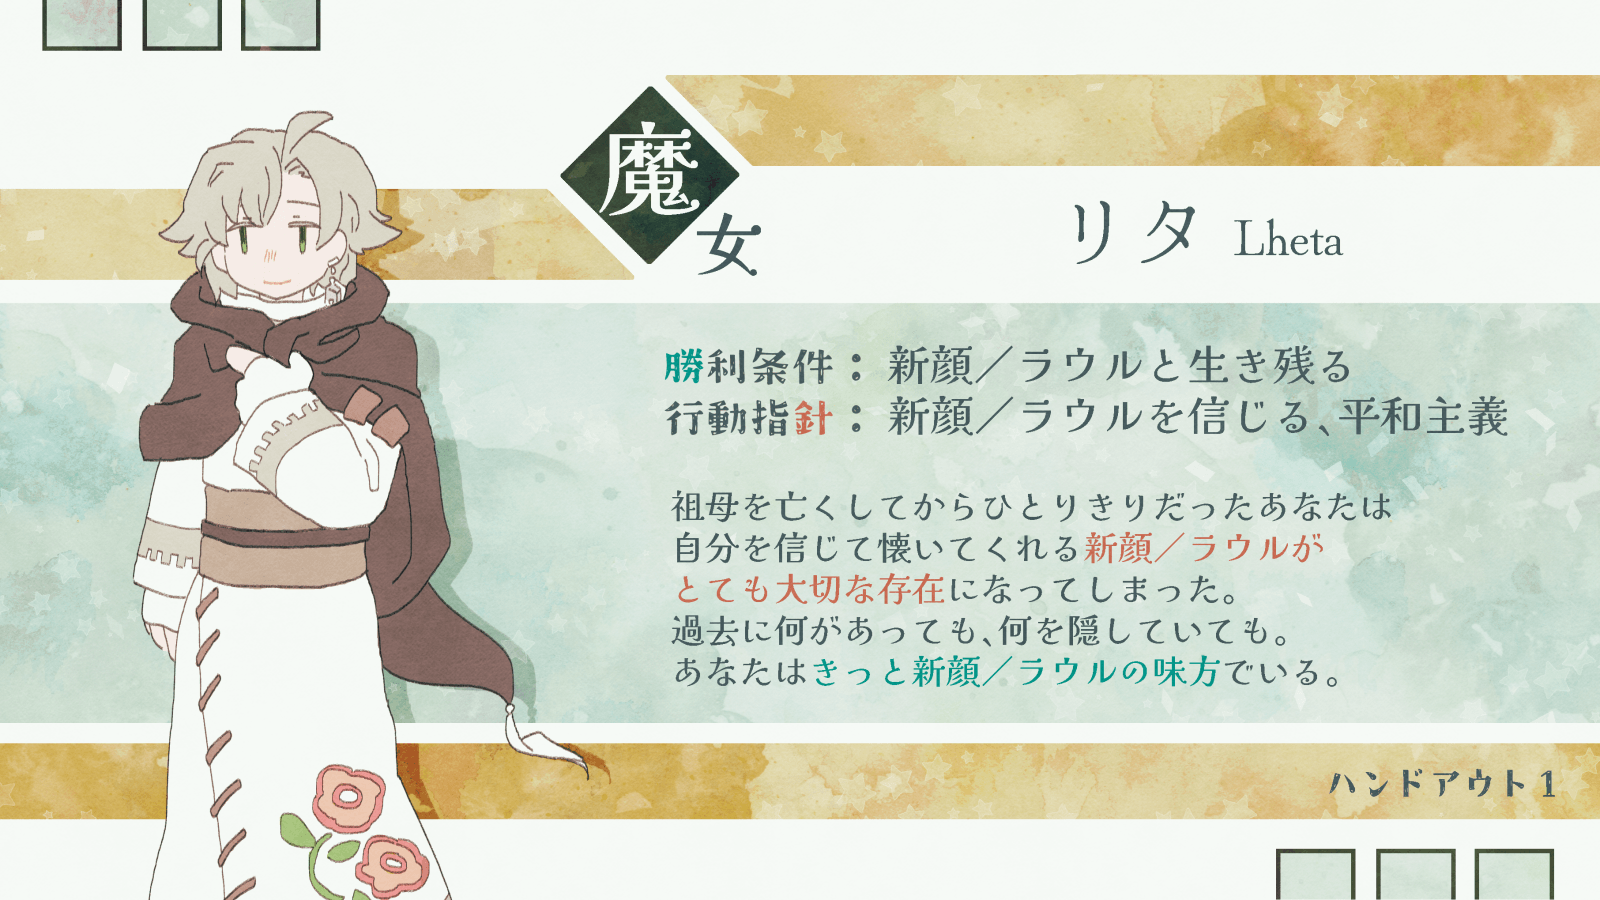 魔女
リタ Lheta
勝利条件：新顔／ラウルと生き残る
行動指針：新顔／ラウルを信じる、平和主義
祖母を亡くしてからひとりきりだったあなたは
自分を信じて懐いてくれる新顔／ラウルが
とても大切な存在になってしまった。
過去に何があっても、何を隠していても。
あなたはきっと新顔／ラウルの味方でいる。
ハンドアウト1